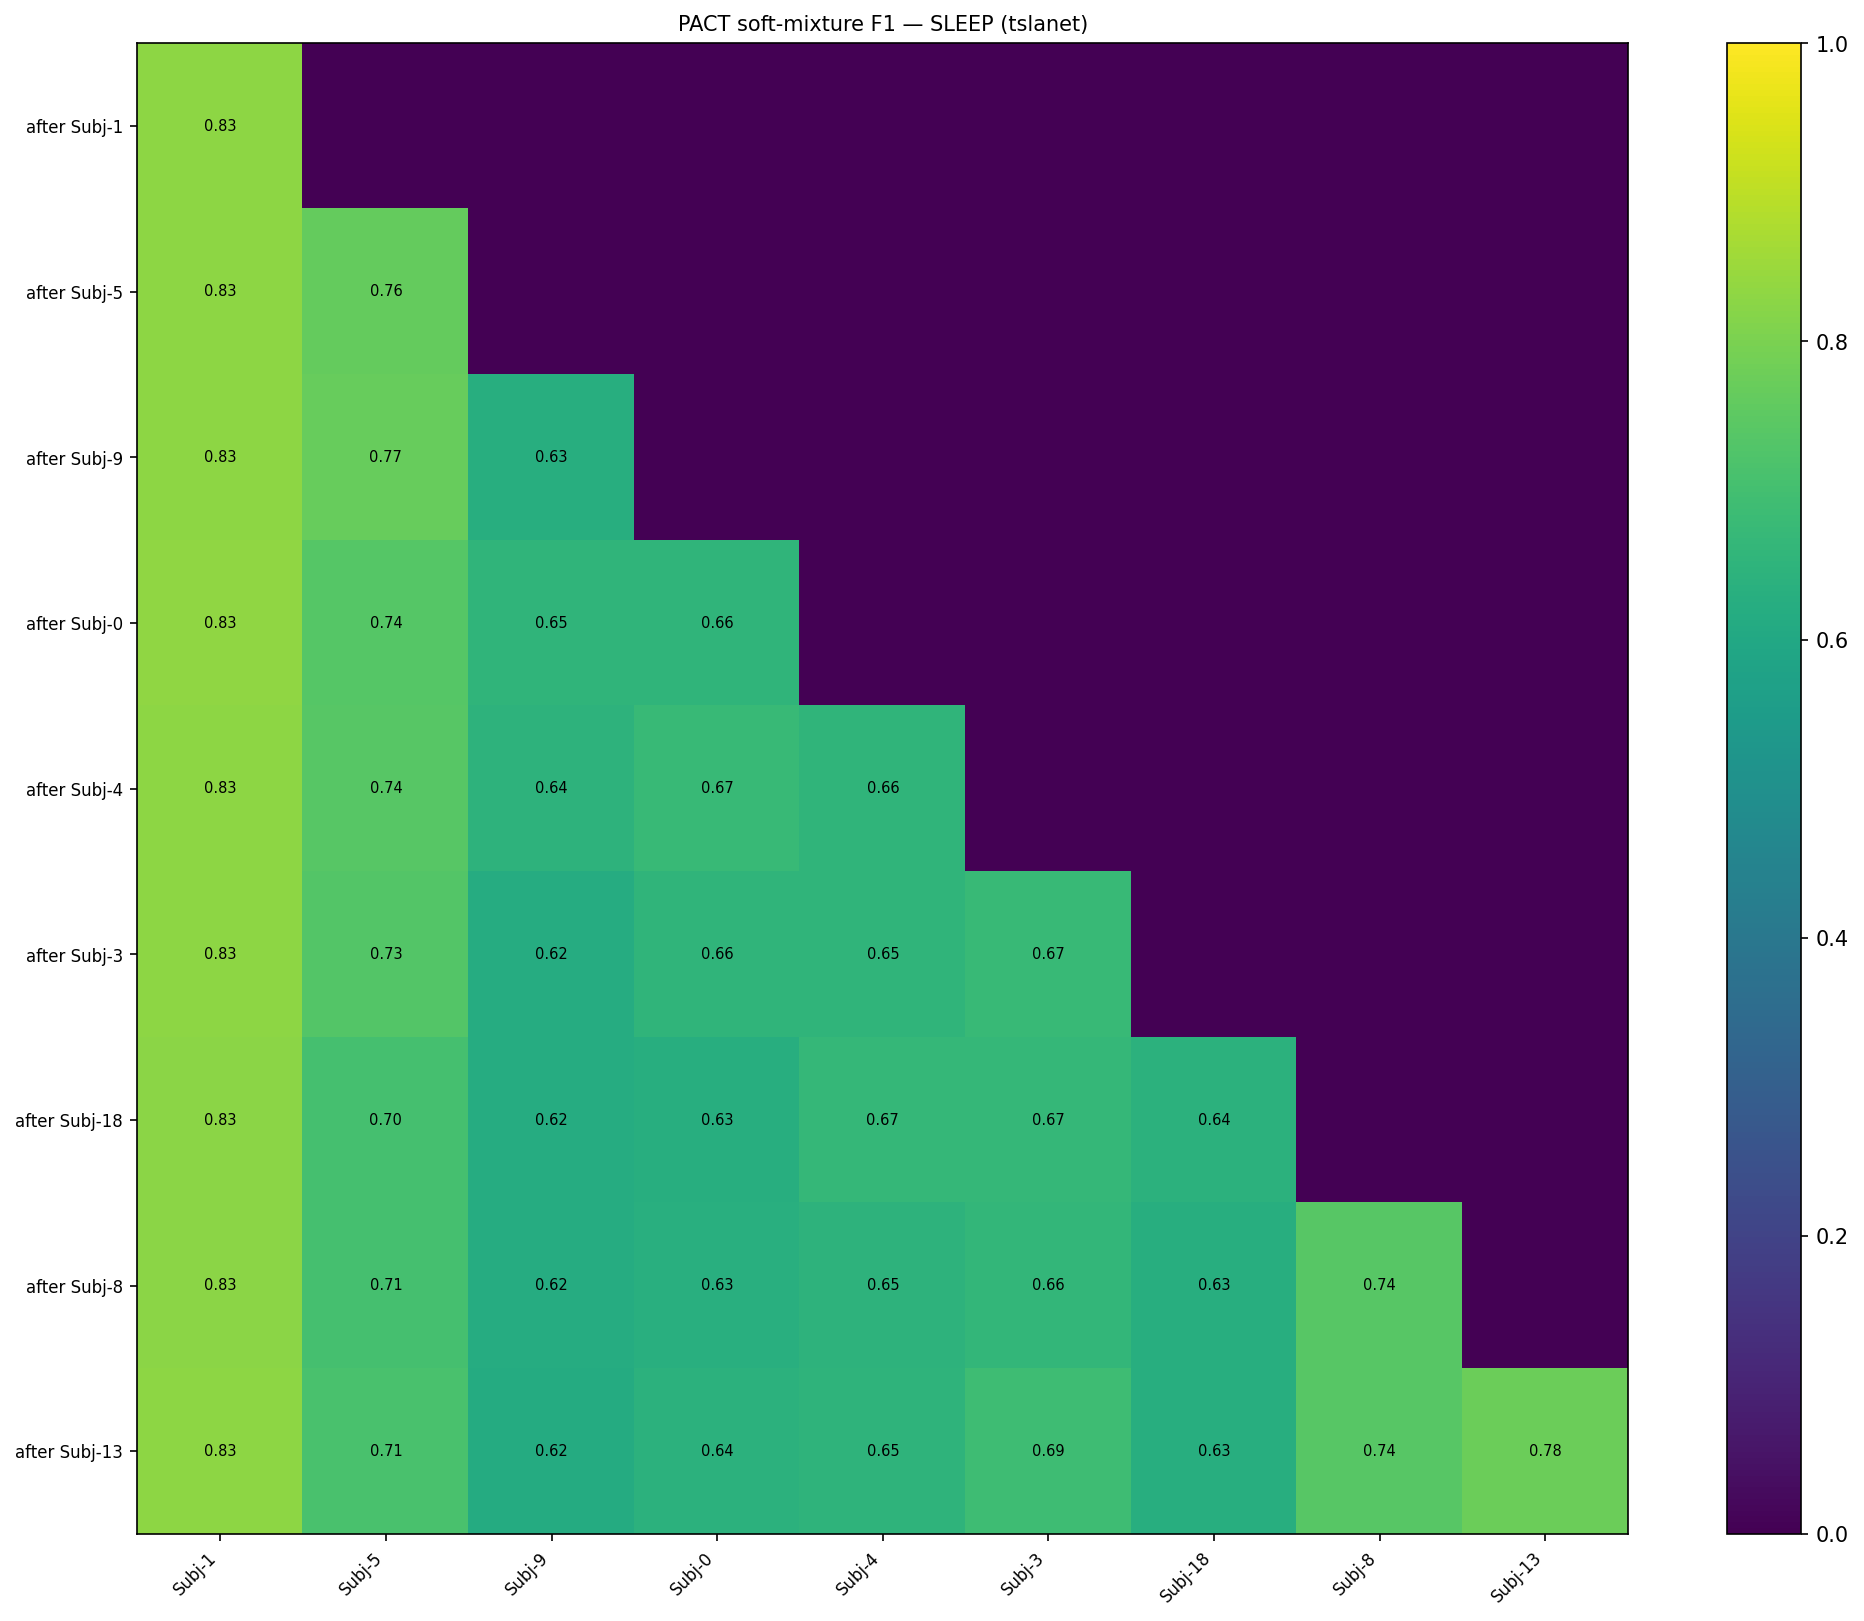 PACT soft-mixture F1 — SLEEP (tslanet)
after Subj-1 0.83
after Subj-5 0.83 0.76
after Subj-9 0.83 0.77 0.63
after Subj-0 0.83 0.74 0.65 0.66
after Subj-4 0.83 0.74 0.64 0.67 0.66
after Subj-3 0.83 0.73 0.62 0.66 0.65 0.67
after Subj-18 0.83 0.70 0.62 0.63 0.67 0.67 0.64
after Subj-8 0.83 0.71 0.62 0.63 0.65 0.66 0.63 0.74
after Subj-13 0.83 0.71 0.62 0.64 0.65 0.69 0.63 0.74 0.78
Subj-1 Subj-5 Subj-9 Subj-0 Subj-4 Subj-3 Subj-18 Subj-8 Subj-13
1.0
0.8
0.6
0.4
0.2
0.0